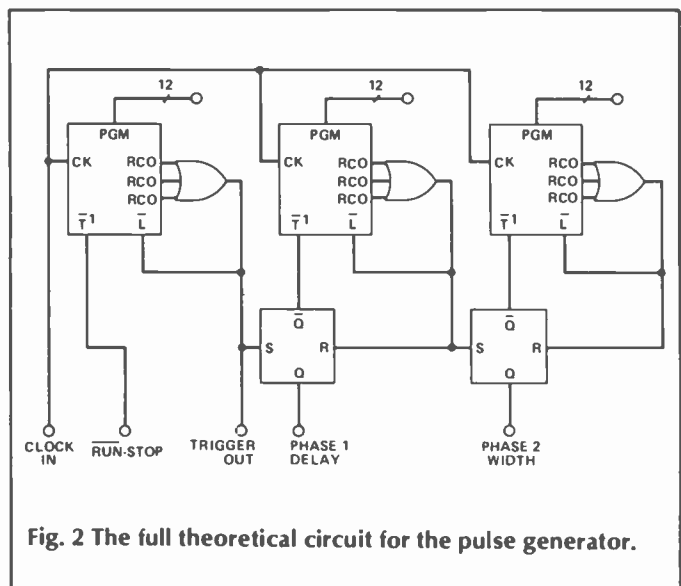 12 12 12
PGM PGM PGM
CK RCO CK RCO CK RCO
RCO RCO RCO
RCO RCO RCO
T̅1 L̅ T̅1 L̅ T̅1 L̅
Q̅ Q̅
S R S R
Q Q
CLOCK IN R̅U̅N̅-STOP TRIGGER OUT PHASE 1 DELAY PHASE 2 WIDTH
Fig. 2 The full theoretical circuit for the pulse generator.